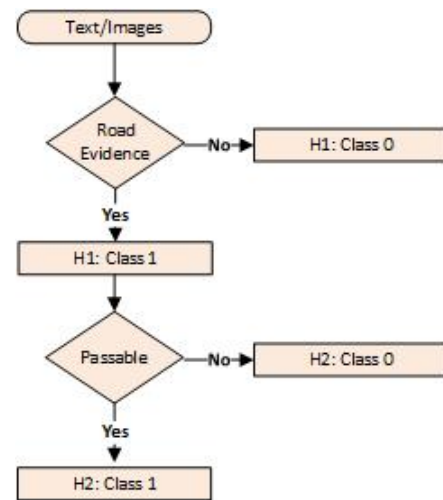 Text/Images
Road
Evidence
No
H1: Class 0
Yes
H1: Class 1
Passable
No
H2: Class 0
Yes
H2: Class 1